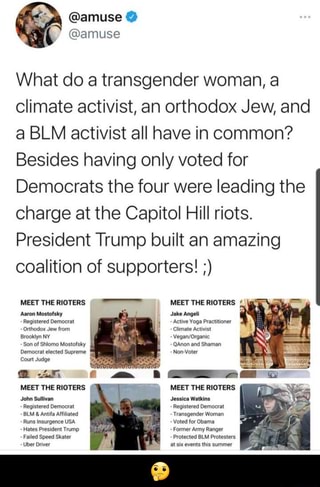 @amuse
@amuse
What do a transgender woman, a
climate activist, an orthodox Jew, and
a BLM activist all have in common?
Besides having only voted for
Democrats the four were leading the
charge at the Capitol Hill riots.
President Trump built an amazing
coalition of supporters! ;)
MEET THE RIOTERS
Aaron Mostofsky
- Registered Democrat
- Orthodox Jew from
Brooklyn NY
- Son of Shlomo Mostofsky
Democrat elected Supreme
Court Judge
MEET THE RIOTERS
Jake Angeli
- Active Yoga Practitioner
- Climate Activist
- Vegan/Organic
- QAnon and Shaman
- Non-Voter
MEET THE RIOTERS
John Sullivan
- Registered Democrat
- BLM & Antifa Affiliated
- Runs Insurgence USA
- Hates President Trump
- Failed Speed Skater
- Uber Driver
MEET THE RIOTERS
Jessica Watkins
- Registered Democrat
- Transgender Woman
- Voted for Obama
- Former Army Ranger
- Protected BLM Protesters
at six events this summer